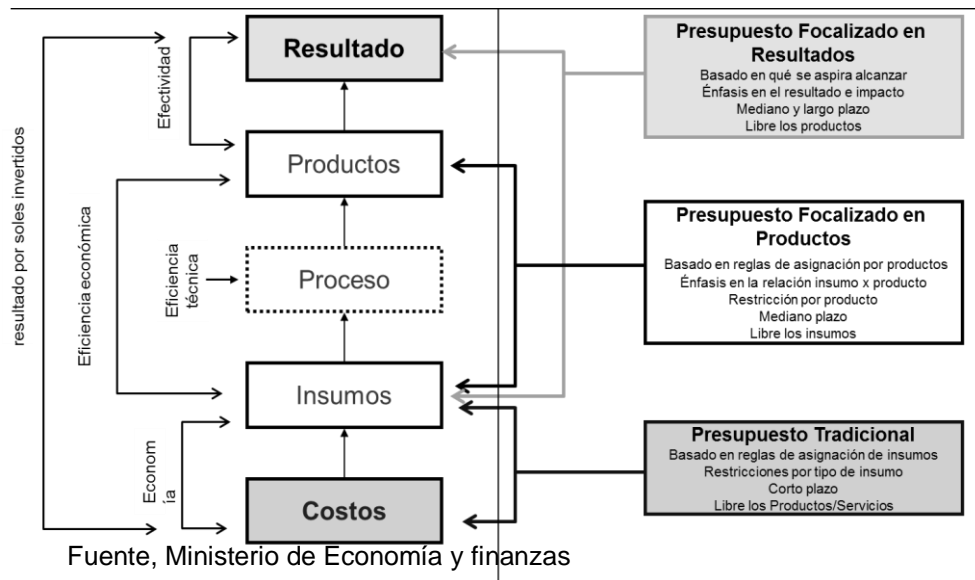 resultado por soles invertidos
Efectividad
Eficiencia económica
Eficiencia
técnica
Econom
ía
Resultado
Productos
Proceso
Insumos
Costos
Presupuesto Focalizado en
Resultados
Basado en qué se aspira alcanzar
Énfasis en el resultado e impacto
Mediano y largo plazo
Libre los productos
Presupuesto Focalizado en
Productos
Basado en reglas de asignación por productos
Énfasis en la relación insumo x producto
Restricción por producto
Mediano plazo
Libre los insumos
Presupuesto Tradicional
Basado en reglas de asignación de insumos
Restricciones por tipo de insumo
Corto plazo
Libre los Productos/Servicios
Fuente, Ministerio de Economía y finanzas